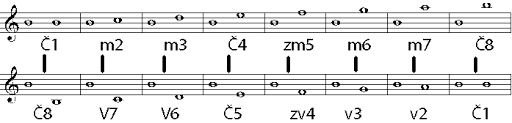 Č1 m2 m3 Č4 zm5 m6 m7 Č8
Č8 V7 V6 Č5 zv4 v3 v2 Č1